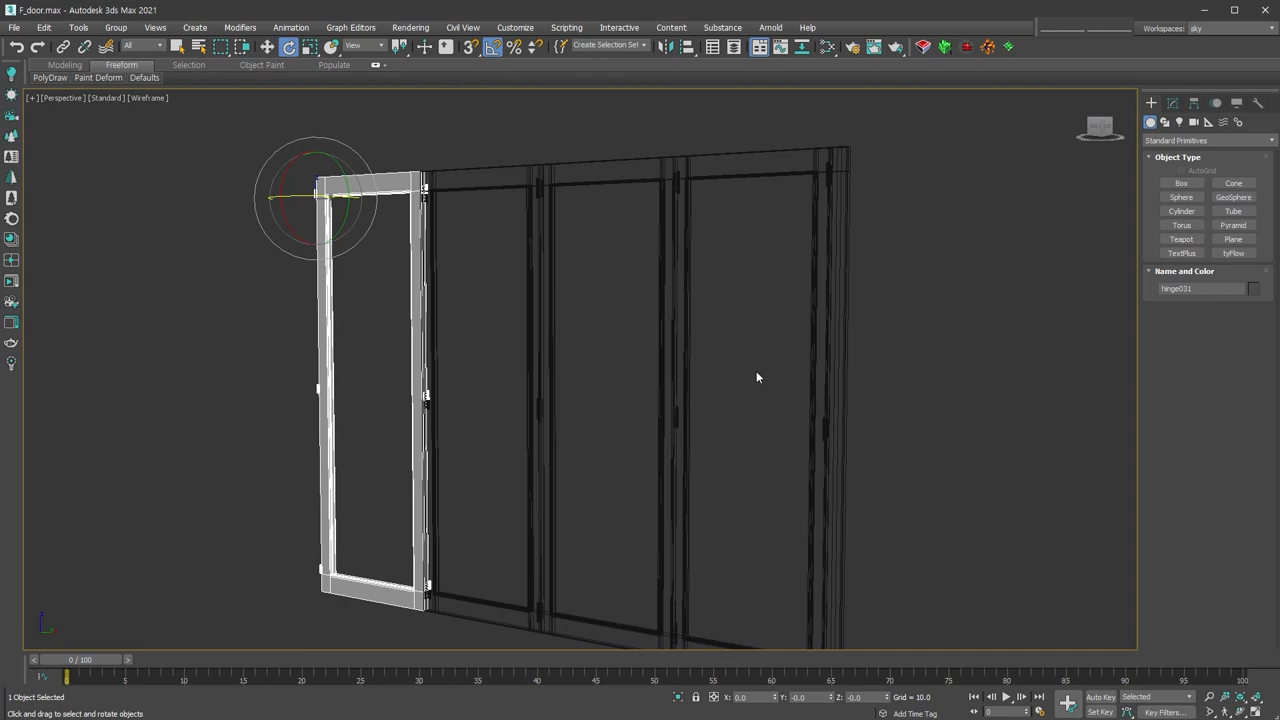 F_door.max - Autodesk 3ds Max 2021
File Edit Tools Group Views Create Modifiers Animation Graph Editors Rendering Civil View Customize Scripting Interactive Content Substance Arnold Help
Workspaces: sky
All
View
Create Selection Set
Modeling Freeform Selection Object Paint Populate
PolyDraw Paint Deform Defaults
[+] [Perspective] [Standard] [Wireframe]
Standard Primitives
Object Type
AutoGrid
Box Cone
Sphere GeoSphere
Cylinder Tube
Torus Pyramid
Teapot Plane
TextPlus tyFlow
Name and Color
hinge031
z
y
< 0 / 100 >
0 5 10 15 20 25 30 35 40 45 50 55 60 65 70 75 80 85 90 95 100
1 Object Selected
X: 0.0 Y: -0.0 Z: -0.0 Grid = 10.0
Auto Key Selected
Click and drag to select and rotate objects
Add Time Tag
0
Set Key Key Filters...